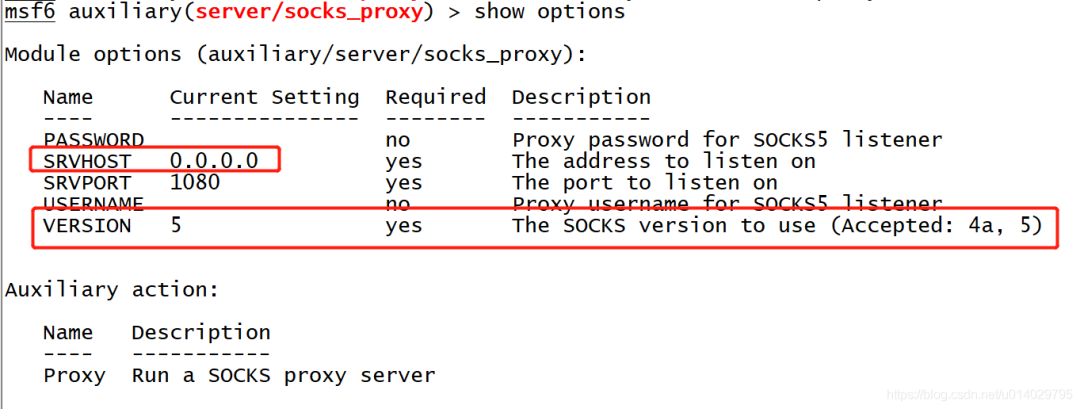 msf6 auxiliary(server/socks_proxy) > show options
Module options (auxiliary/server/socks_proxy):
Name Current Setting Required Description
---- --------------- -------- -----------
PASSWORD no Proxy password for SOCKS5 listener
SRVHOST 0.0.0.0 yes The address to listen on
SRVPORT 1080 yes The port to listen on
USERNAME no Proxy username for SOCKS5 listener
VERSION 5 yes The SOCKS version to use (Accepted: 4a, 5)
Auxiliary action:
Name Description
---- -----------
Proxy Run a SOCKS proxy server
https://blog.csdn.net/u014029795